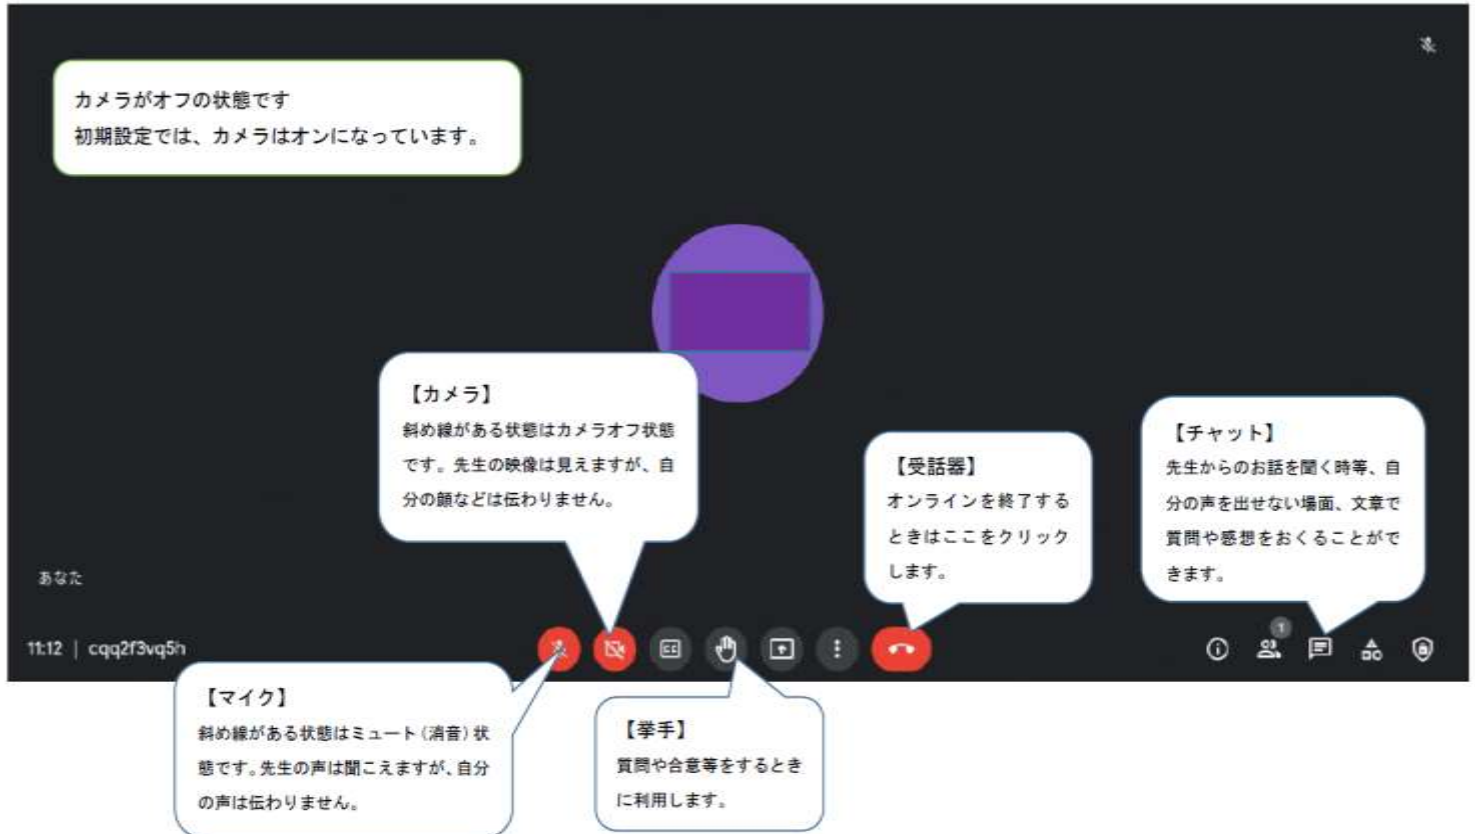 カメラがオフの状態です
初期設定では、カメラはオンになっています。
【カメラ】
斜め線がある状態はカメラオフ状態
です。先生の映像は見えますが、自
分の顔などは伝わりません。
【受話器】
オンラインを終了する
ときはここをクリック
します。
【チャット】
先生からのお話を聞く時等、自
分の声を出せない場面、文章で
質問や感想をおくることがで
きます。
あなた
11:12 | cqq2f3vq5h
CC
1
【マイク】
斜め線がある状態はミュート(消音)状
態です。先生の声は聞こえますが、自分
の声は伝わりません。
【挙手】
質問や合意等をするとき
に利用します。